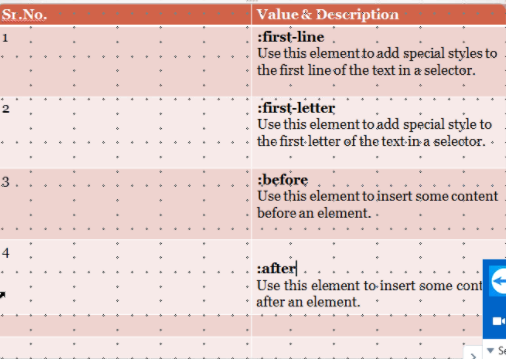 Sr.No. Value & Description
1 :first-line
Use this element to add special styles to
the first line of the text in a selector.
2 :first-letter
Use this element to add special style to
the first letter of the text in a selector.
3 :before
Use this element to insert some content
before an element.
4
:after
Use this element to insert some cont
after an element.
Se